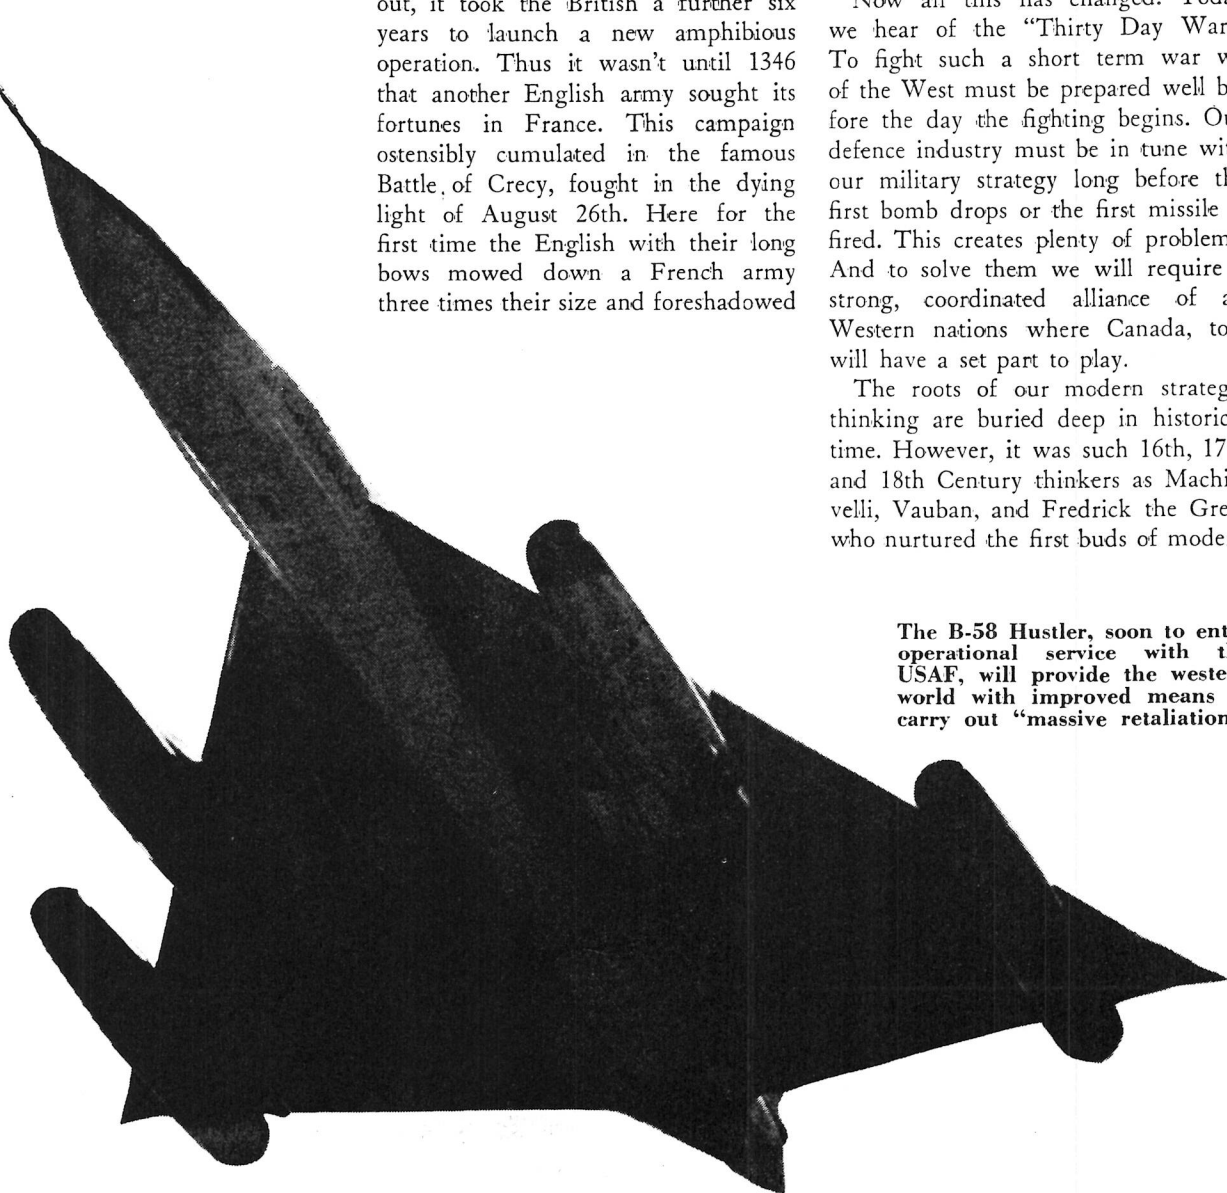 out, it took the British a further six
years to launch a new amphibious
operation. Thus it wasn't until 1346
that another English army sought its
fortunes in France. This campaign
ostensibly cumulated in the famous
Battle of Crecy, fought in the dying
light of August 26th. Here for the
first time the English with their long
bows mowed down a French army
three times their size and foreshadowed
Now all this has changed.
we hear of the "Thirty Day War
To fight such a short term war
of the West must be prepared well
fore the day the fighting begins.
defence industry must be in tune
our military strategy long before
first bomb drops or the first missile
fired. This creates plenty of problem
And to solve them we will require
strong, coordinated alliance of
Western nations where Canada,
will have a set part to play.
The roots of our modern
thinking are buried deep in
time. However, it was such 16th,
and 18th Century thinkers as Machi
velli, Vauban, and Fredrick the
who nurtured the first buds of
The B-58 Hustler, soon to
operational service with
USAF, will provide the
world with improved means
carry out "massive retaliation